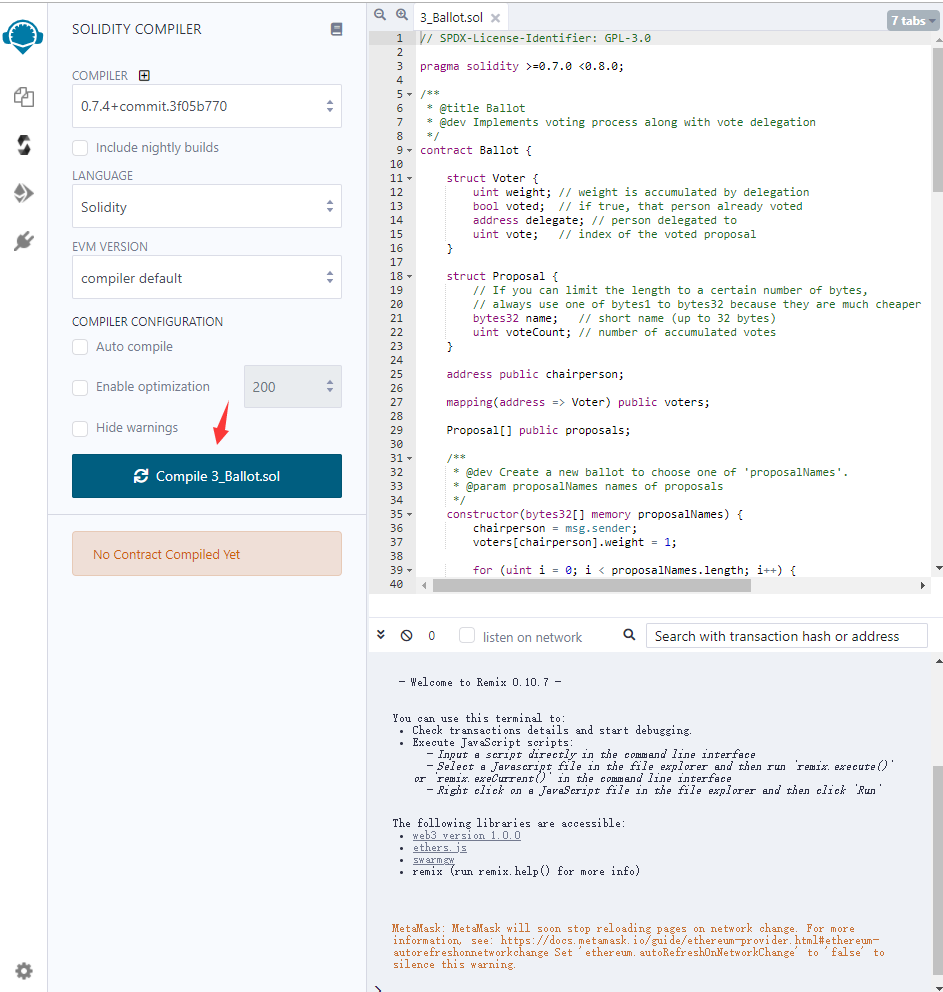 SOLIDITY COMPILER
COMPILER
0.7.4+commit.3f05b770
Include nightly builds
LANGUAGE
Solidity
EVM VERSION
compiler default
COMPILER CONFIGURATION
Auto compile
Enable optimization
200
Hide warnings
Compile 3_Ballot.sol
No Contract Compiled Yet
3_Ballot.sol
7 tabs
1 // SPDX-License-Identifier: GPL-3.0
2
3 pragma solidity >=0.7.0 <0.8.0;
4
5 /**
6  * @title Ballot
7  * @dev Implements voting process along with vote delegation
8  */
9 contract Ballot {
10
11     struct Voter {
12         uint weight; // weight is accumulated by delegation
13         bool voted;  // if true, that person already voted
14         address delegate; // person delegated to
15         uint vote;   // index of the voted proposal
16     }
17
18     struct Proposal {
19         // If you can limit the length to a certain number of bytes,
20         // always use one of bytes1 to bytes32 because they are much cheaper
21         bytes32 name;   // short name (up to 32 bytes)
22         uint voteCount; // number of accumulated votes
23     }
24
25     address public chairperson;
26
27     mapping(address => Voter) public voters;
28
29     Proposal[] public proposals;
30
31     /**
32      * @dev Create a new ballot to choose one of 'proposalNames'.
33      * @param proposalNames names of proposals
34      */
35     constructor(bytes32[] memory proposalNames) {
36         chairperson = msg.sender;
37         voters[chairperson].weight = 1;
38
39         for (uint i = 0; i < proposalNames.length; i++) {
40
0
listen on network
Search with transaction hash or address
- Welcome to Remix 0.10.7 -
You can use this terminal to:
• Check transactions details and start debugging.
• Execute JavaScript scripts:
- Input a script directly in the command line interface
- Select a Javascript file in the file explorer and then run `remix.execute()`
or `remix.exeCurrent()` in the command line interface
- Right click on a JavaScript file in the file explorer and then click `Run`
The following libraries are accessible:
• web3 version 1.0.0
• ethers.js
• swarmgw
• remix (run remix.help() for more info)
MetaMask: MetaMask will soon stop reloading pages on network change. For more
information, see: https://docs.metamask.io/guide/ethereum-provider.html#ethereum-
autorefreshonnetworkchange Set 'ethereum.autoRefreshOnNetworkChange' to 'false' to
silence this warning.
>